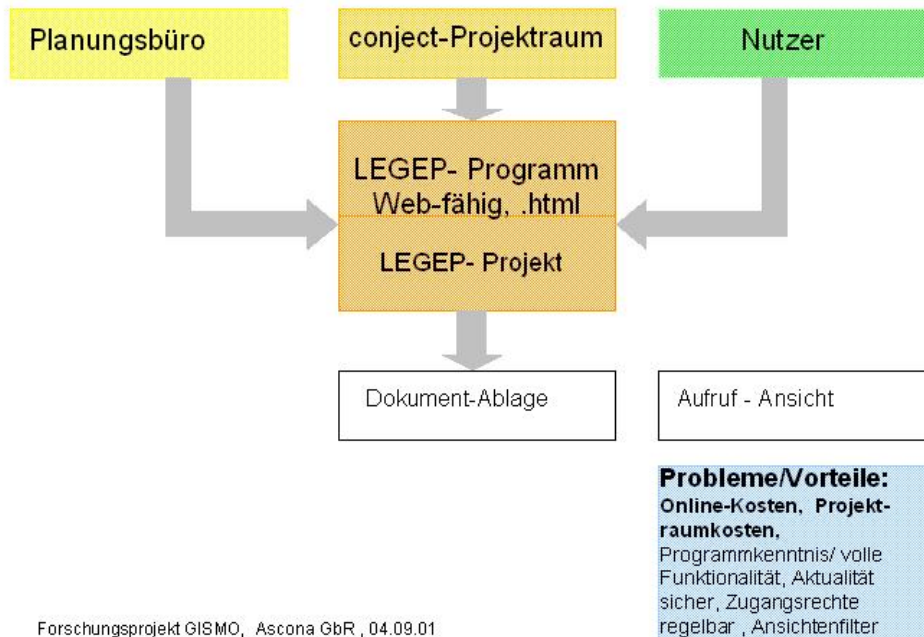 Planungsbüro
conject-Projektraum
Nutzer
LEGEP- Programm
Web-fähig, .html
LEGEP- Projekt
Dokument-Ablage
Aufruf - Ansicht
Probleme/Vorteile:
Online-Kosten, Projekt-
raumkosten,
Programmkenntnis/ volle
Funktionalität, Aktualität
sicher, Zugangsrechte
regelbar , Ansichtenfilter
Forschungsprojekt GISMO, Ascona GbR , 04.09.01